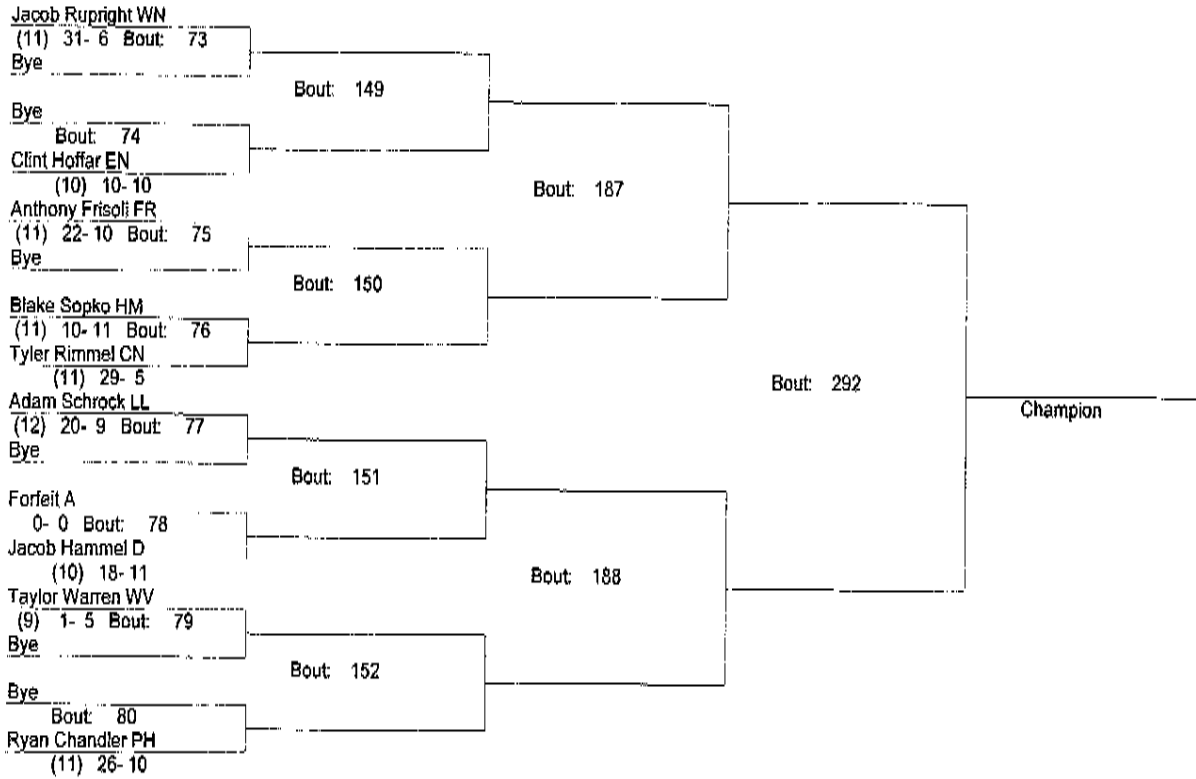 Jacob Rupright WN
(11) 31- 6 Bout: 73
Bye
Bout: 149
Bye
Bout: 74
Clint Hoffar EN
(10) 10- 10
Bout: 187
Anthony Frisoli FR
(11) 22- 10 Bout: 75
Bye
Bout: 150
Blake Sopko HM
(11) 10- 11 Bout: 76
Tyler Rimmel CN
(11) 29- 5
Bout: 292
Adam Schrock LL
Champion
(12) 20- 9 Bout: 77
Bye
Bout: 151
Forfeit A
0- 0 Bout: 78
Jacob Hammel D
(10) 18- 11
Bout: 188
Taylor Warren WV
(9) 1- 5 Bout: 79
Bye
Bout: 152
Bye
Bout: 80
Ryan Chandler PH
(11) 26- 10